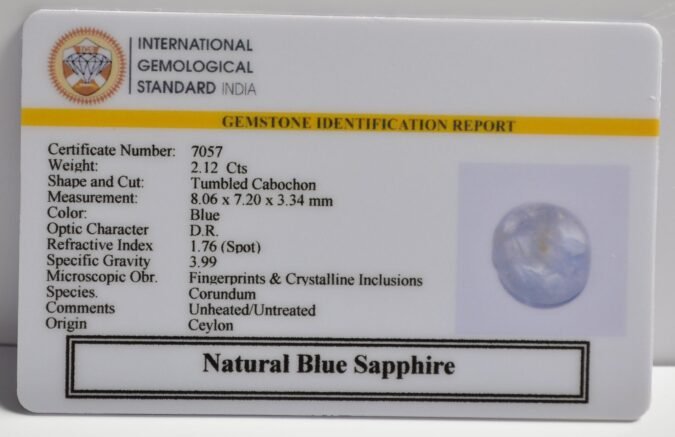 IGS
INTERNATIONAL
GEMOLOGICAL
STANDARD INDIA
GEMSTONE IDENTIFICATION REPORT
Certificate Number: 7057
Weight: 2.12 Cts
Shape and Cut: Tumbled Cabochon
Measurement: 8.06 x 7.20 x 3.34 mm
Color: Blue
Optic Character D.R.
Refractive Index 1.76 (Spot)
Specific Gravity 3.99
Microscopic Obr. Fingerprints & Crystalline Inclusions
Species. Corundum
Comments Unheated/Untreated
Origin Ceylon
Natural Blue Sapphire